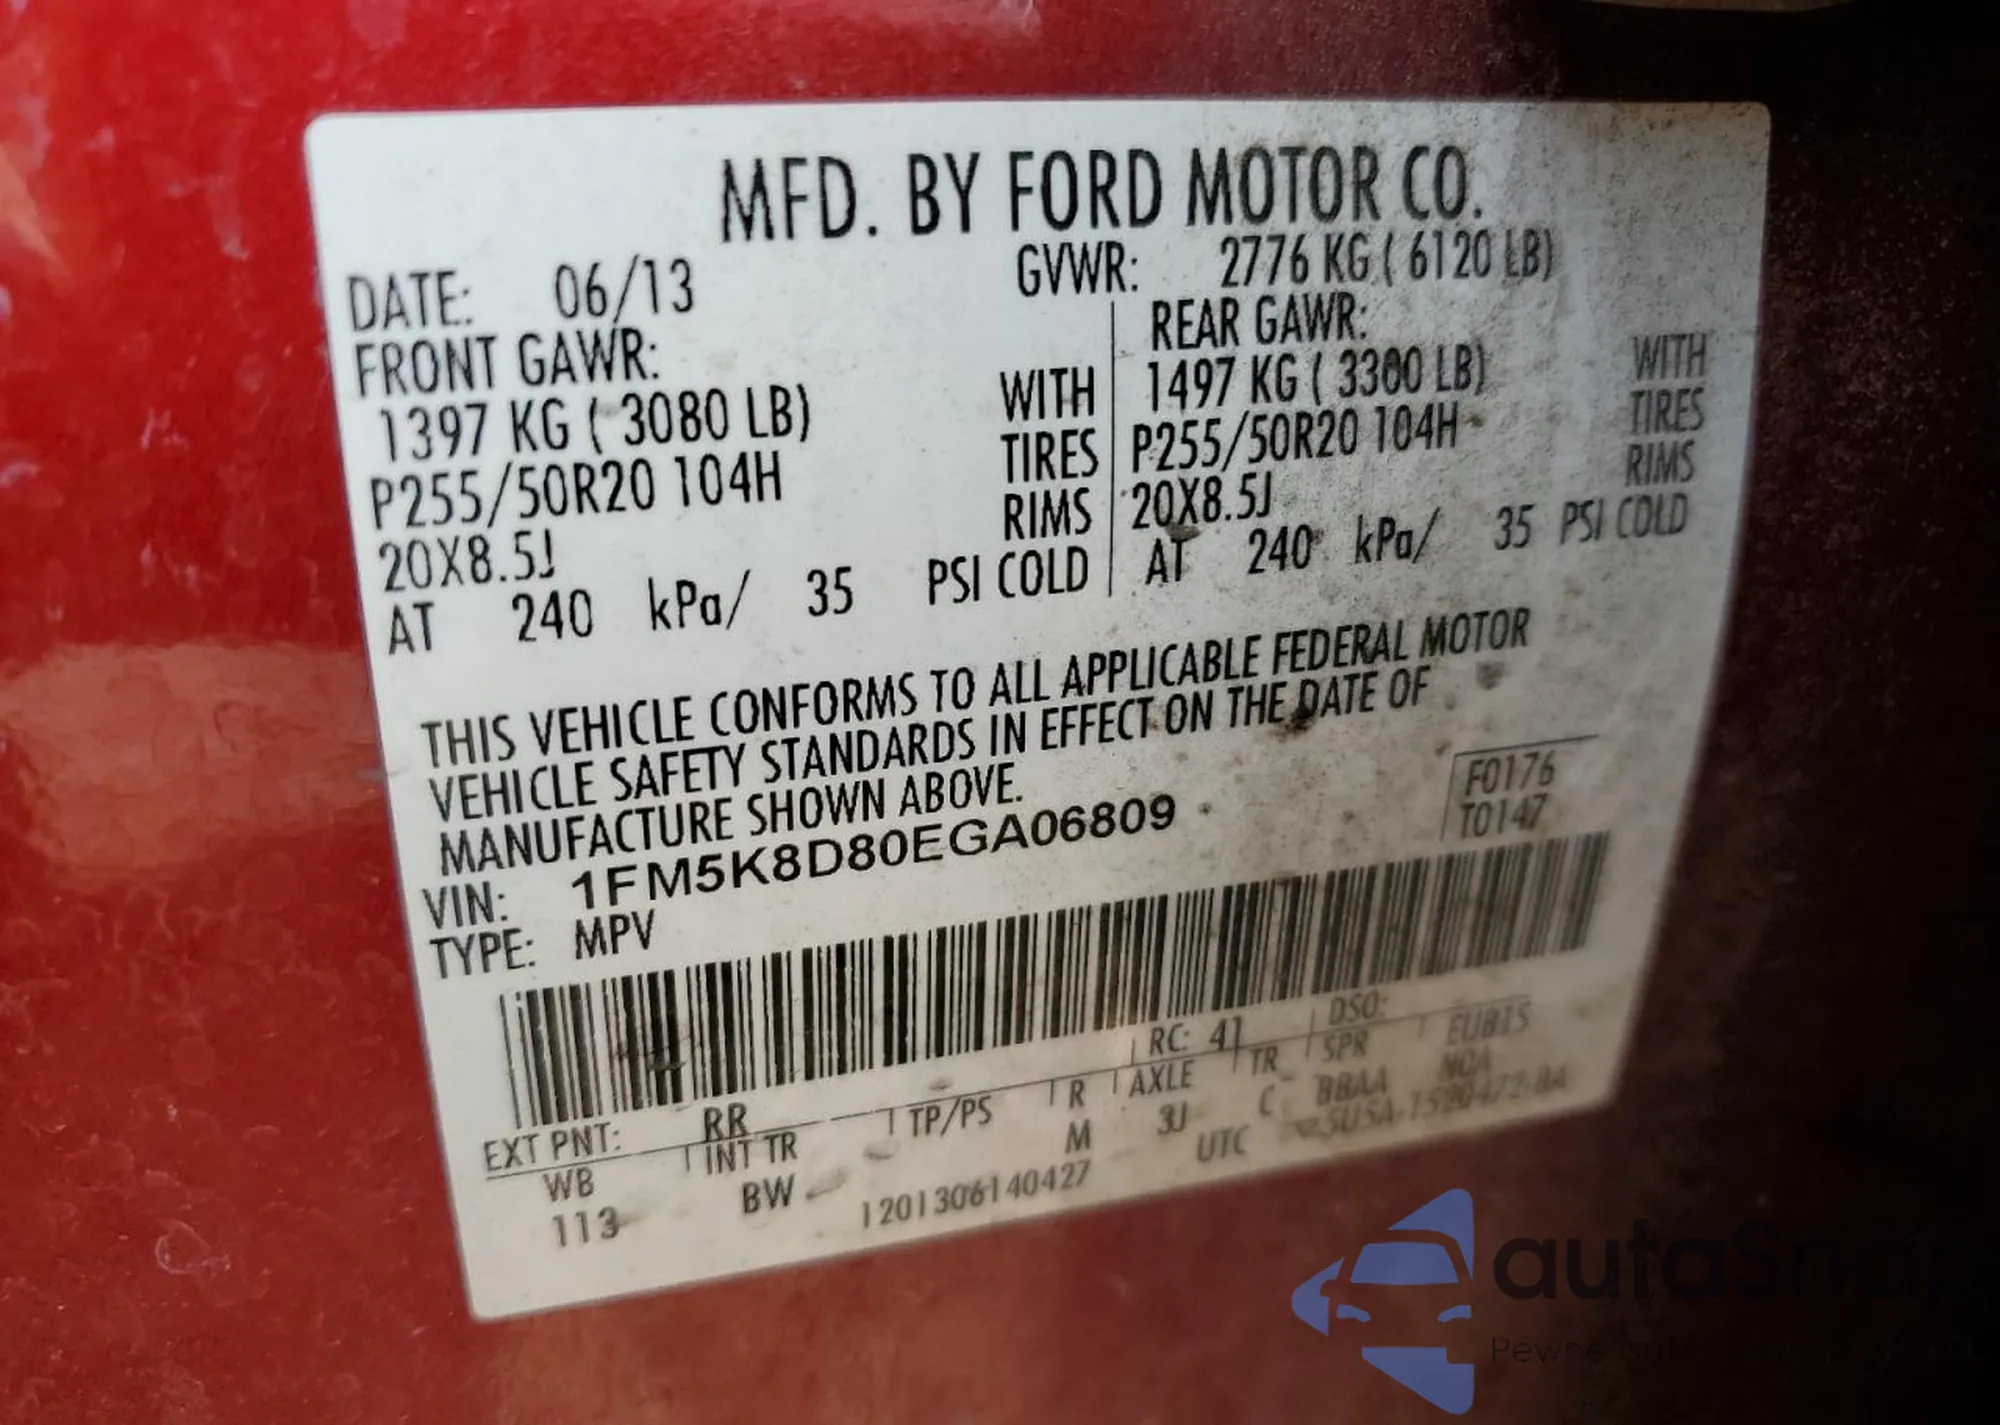 MFD. BY FORD MOTOR CO.
DATE: 06/13 GVWR: 2776 KG ( 6120 LB)
FRONT GAWR: REAR GAWR:
1397 KG ( 3080 LB) WITH 1497 KG ( 3300 LB) WITH
P255/50R20 104H TIRES P255/50R20 104H TIRES
20X8.5J RIMS 20X8.5J RIMS
AT 240 kPa/ 35 PSI COLD AT 240 kPa/ 35 PSI COLD
THIS VEHICLE CONFORMS TO ALL APPLICABLE FEDERAL MOTOR
VEHICLE SAFETY STANDARDS IN EFFECT ON THE DATE OF
MANUFACTURE SHOWN ABOVE.
F0176
T0147
VIN: 1FM5K8D80EGA06809
TYPE: MPV
EXT PNT: RR RC: 41 DSO:
WB INT TR TP/PS R AXLE TR SPR
113 BW M 3J C BBAA
1201306140427 UTC
autaSnap